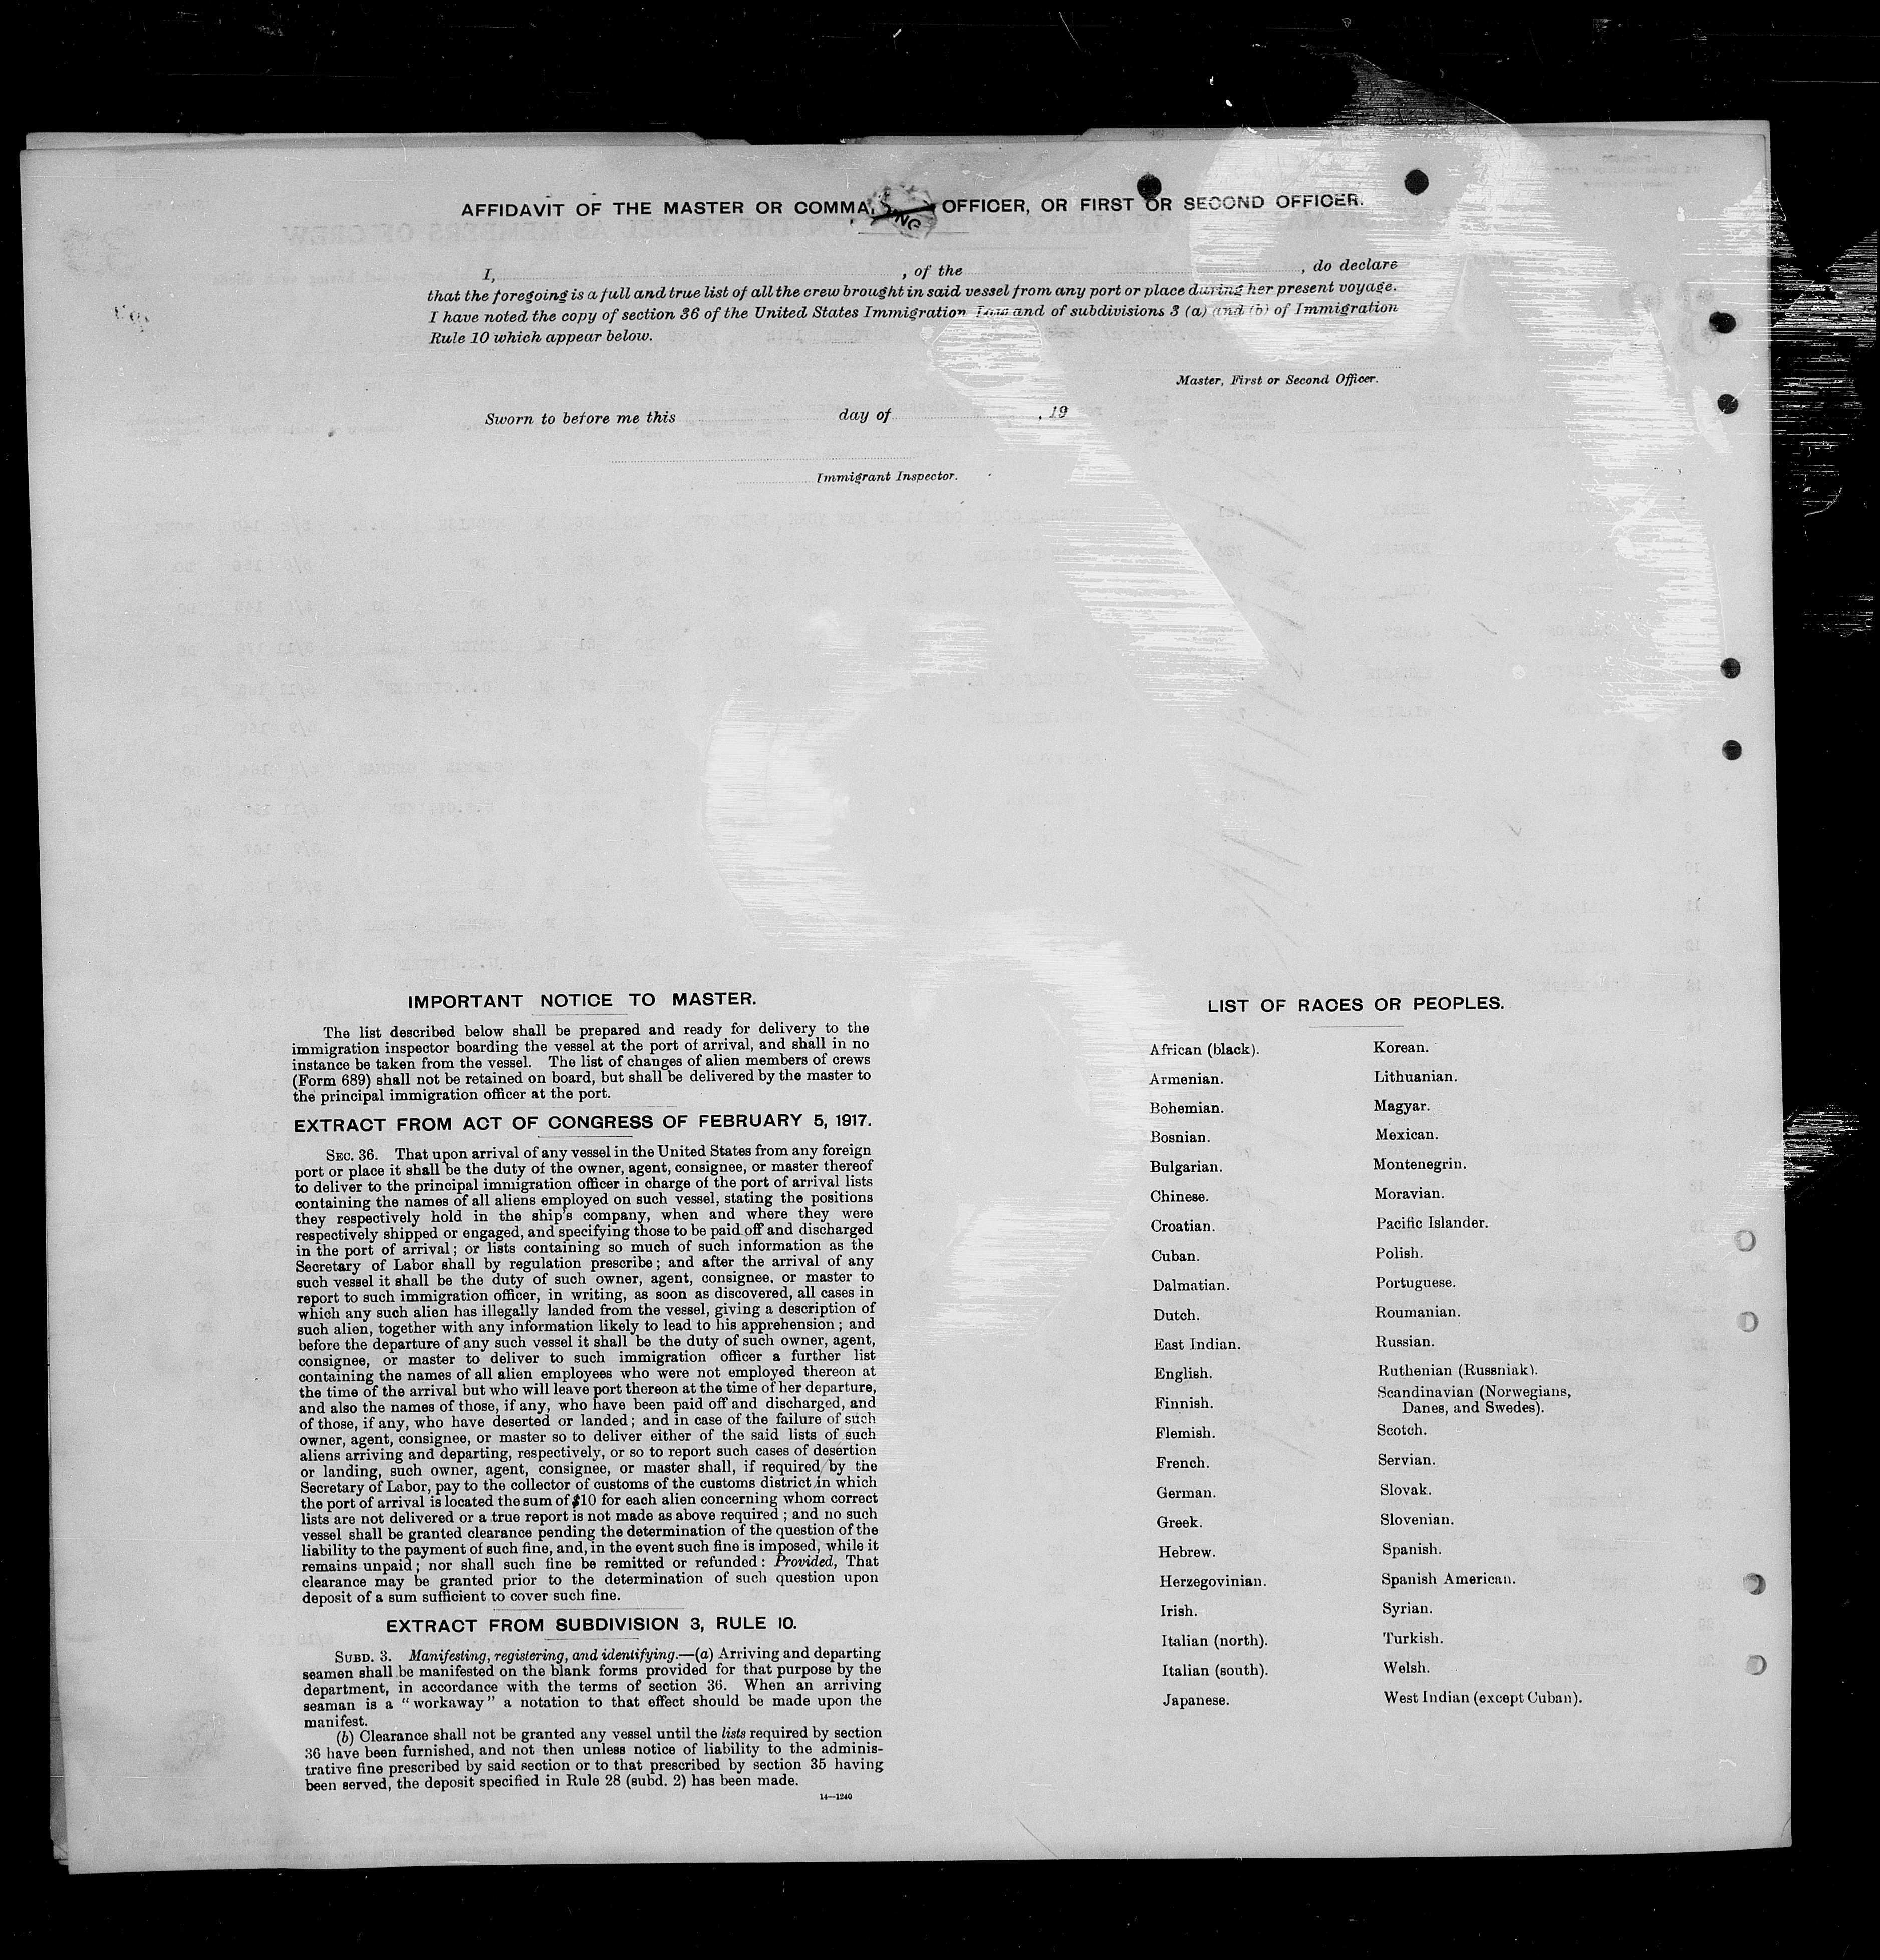 AFFIDAVIT OF THE MASTER OR COMMA OFFICER, OR FIRST OR SECOND OFFICER.
I, , of the , do declare
that the foregoing is a full and true list of all the crew brought in said vessel from any port or place during her present voyage.
I have noted the copy of section 36 of the United States Immigration Law and of subdivisions 3 (a) and (b) of Immigration
Rule 10 which appear below.
Master, First or Second Officer.
Sworn to before me this day of , 19
Immigrant Inspector.
IMPORTANT NOTICE TO MASTER.
The list described below shall be prepared and ready for delivery to the
immigration inspector boarding the vessel at the port of arrival, and shall in no
instance be taken from the vessel. The list of changes of alien members of crews
(Form 689) shall not be retained on board, but shall be delivered by the master to
the principal immigration officer at the port.
EXTRACT FROM ACT OF CONGRESS OF FEBRUARY 5, 1917.
SEC. 36. That upon arrival of any vessel in the United States from any foreign
port or place it shall be the duty of the owner, agent, consignee, or master thereof
to deliver to the principal immigration officer in charge of the port of arrival lists
containing the names of all aliens employed on such vessel, stating the positions
they respectively hold in the ship's company, when and where they were
respectively shipped or engaged, and specifying those to be paid off and discharged
in the port of arrival; or lists containing so much of such information as the
Secretary of Labor shall by regulation prescribe; and after the arrival of any
such vessel it shall be the duty of such owner, agent, consignee, or master to
report to such immigration officer, in writing, as soon as discovered, all cases in
which any such alien has illegally landed from the vessel, giving a description of
such alien, together with any information likely to lead to his apprehension; and
before the departure of any such vessel it shall be the duty of such owner, agent,
consignee, or master to deliver to such immigration officer a further list
containing the names of all alien employees who were not employed thereon at
the time of the arrival but who will leave port thereon at the time of her departure,
and also the names of those, if any, who have been paid off and discharged, and
of those, if any, who have deserted or landed; and in case of the failure of such
owner, agent, consignee, or master so to deliver either of the said lists of such
aliens arriving and departing, respectively, or so to report such cases of desertion
or landing, such owner, agent, consignee, or master shall, if required by the
Secretary of Labor, pay to the collector of customs of the customs district in which
the port of arrival is located the sum of $10 for each alien concerning whom correct
lists are not delivered or a true report is not made as above required; and no such
vessel shall be granted clearance pending the determination of the question of the
liability to the payment of such fine, and, in the event such fine is imposed, while it
remains unpaid; nor shall such fine be remitted or refunded: Provided, That
clearance may be granted prior to the determination of such question upon
deposit of a sum sufficient to cover such fine.
EXTRACT FROM SUBDIVISION 3, RULE 10.
SUBD. 3. Manifesting, registering, and identifying.—(a) Arriving and departing
seamen shall be manifested on the blank forms provided for that purpose by the
department, in accordance with the terms of section 36. When an arriving
seaman is a "workaway" a notation to that effect should be made upon the
manifest.
(b) Clearance shall not be granted any vessel until the lists required by section
36 have been furnished, and not then unless notice of liability to the adminis-
trative fine prescribed by said section or to that prescribed by section 35 having
been served, the deposit specified in Rule 28 (subd. 2) has been made.
14—1240
LIST OF RACES OR PEOPLES.
African (black).
Armenian.
Bohemian.
Bosnian.
Bulgarian.
Chinese.
Croatian.
Cuban.
Dalmatian.
Dutch.
East Indian.
English.
Finnish.
Flemish.
French.
German.
Greek.
Hebrew.
Herzegovinian.
Irish.
Italian (north).
Italian (south).
Japanese.
Korean.
Lithuanian.
Magyar.
Mexican.
Montenegrin.
Moravian.
Pacific Islander.
Polish.
Portuguese.
Roumanian.
Russian.
Ruthenian (Russniak).
Scandinavian (Norwegians,
Danes, and Swedes).
Scotch.
Servian.
Slovak.
Slovenian.
Spanish.
Spanish American.
Syrian.
Turkish.
Welsh.
West Indian (except Cuban).